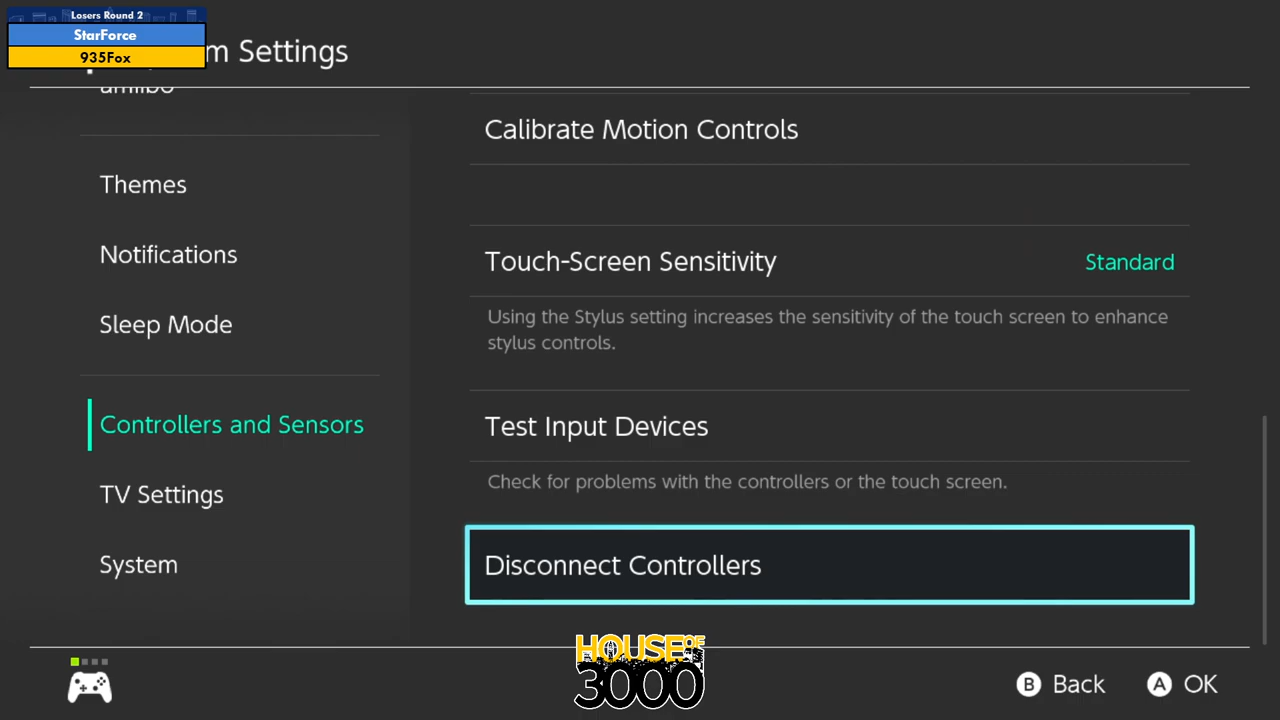 Losers Round 2
StarForce
935Fox
m Settings
amiibo
Themes
Notifications
Sleep Mode
Controllers and Sensors
TV Settings
System
Calibrate Motion Controls
Touch-Screen Sensitivity Standard
Using the Stylus setting increases the sensitivity of the touch screen to enhance
stylus controls.
Test Input Devices
Check for problems with the controllers or the touch screen.
Disconnect Controllers
HOUSE OF
3000
B Back A OK